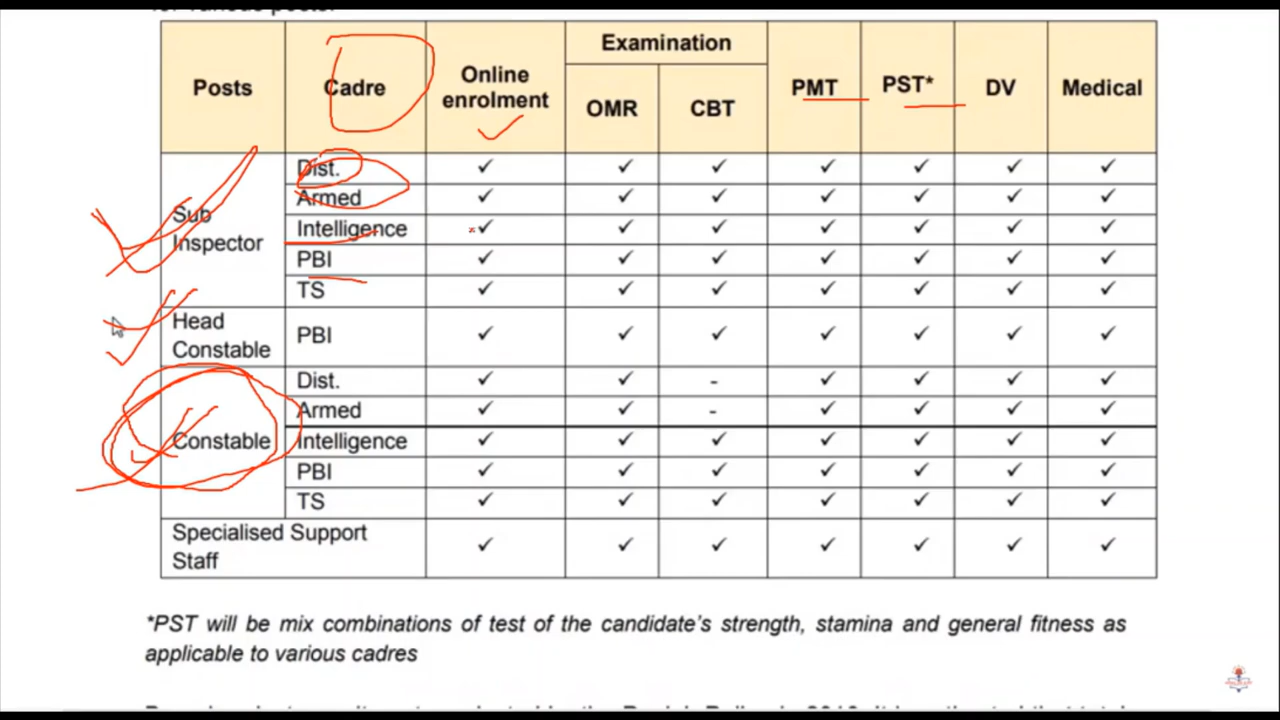 Posts Cadre Online enrolment Examination PMT PST* DV Medical
OMR CBT
Sub Inspector Dist. ✓ ✓ ✓ ✓ ✓ ✓ ✓
Armed ✓ ✓ ✓ ✓ ✓ ✓ ✓
Intelligence ✓ ✓ ✓ ✓ ✓ ✓ ✓
PBI ✓ ✓ ✓ ✓ ✓ ✓ ✓
TS ✓ ✓ ✓ ✓ ✓ ✓ ✓
Head Constable PBI ✓ ✓ ✓ ✓ ✓ ✓ ✓
Constable Dist. ✓ ✓ - ✓ ✓ ✓ ✓
Armed ✓ ✓ - ✓ ✓ ✓ ✓
Intelligence ✓ ✓ ✓ ✓ ✓ ✓ ✓
PBI ✓ ✓ ✓ ✓ ✓ ✓ ✓
TS ✓ ✓ ✓ ✓ ✓ ✓ ✓
Specialised Support Staff ✓ ✓ ✓ ✓ ✓ ✓ ✓
*PST will be mix combinations of test of the candidate's strength, stamina and general fitness as
applicable to various cadres